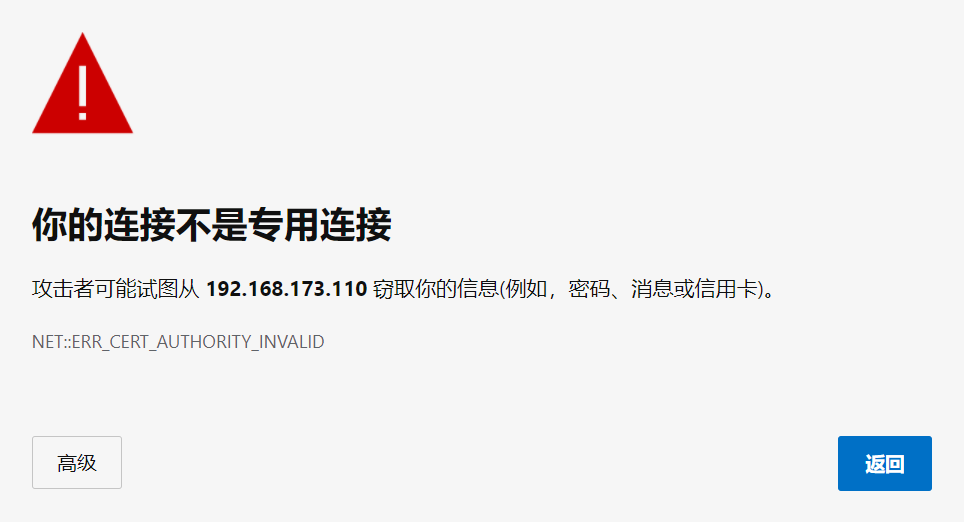 你的连接不是专用连接
攻击者可能试图从 192.168.173.110 窃取你的信息(例如，密码、消息或信用卡)。
NET::ERR_CERT_AUTHORITY_INVALID
高级
返回